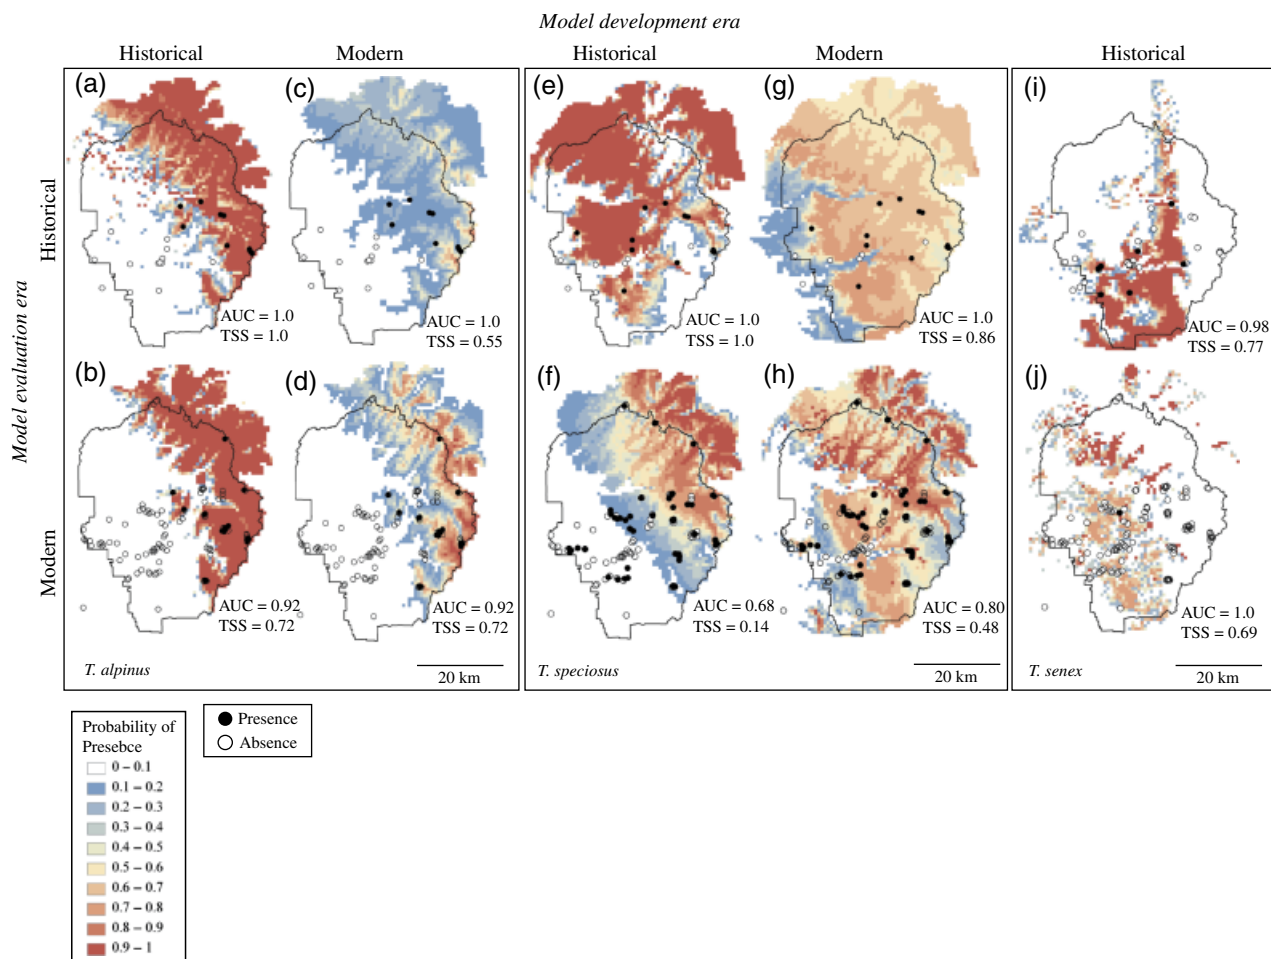 Model development era
Historical
Modern
Historical
Modern
Historical
Model evaluation era
Historical
Modern
(a)
AUC = 1.0
TSS = 1.0
(c)
AUC = 1.0
TSS = 0.55
(e)
AUC = 1.0
TSS = 1.0
(g)
AUC = 1.0
TSS = 0.86
(i)
AUC = 0.98
TSS = 0.77
(b)
AUC = 0.92
TSS = 0.72
(d)
AUC = 0.92
TSS = 0.72
(f)
AUC = 0.68
TSS = 0.14
(h)
AUC = 0.80
TSS = 0.48
(j)
AUC = 1.0
TSS = 0.69
T. alpinus
20 km
T. speciosus
20 km
T. senex
20 km
Probability of
Presebce
0 – 0.1
0.1 – 0.2
0.2 – 0.3
0.3 – 0.4
0.4 – 0.5
0.5 – 0.6
0.6 – 0.7
0.7 – 0.8
0.8 – 0.9
0.9 – 1
Presence
Absence